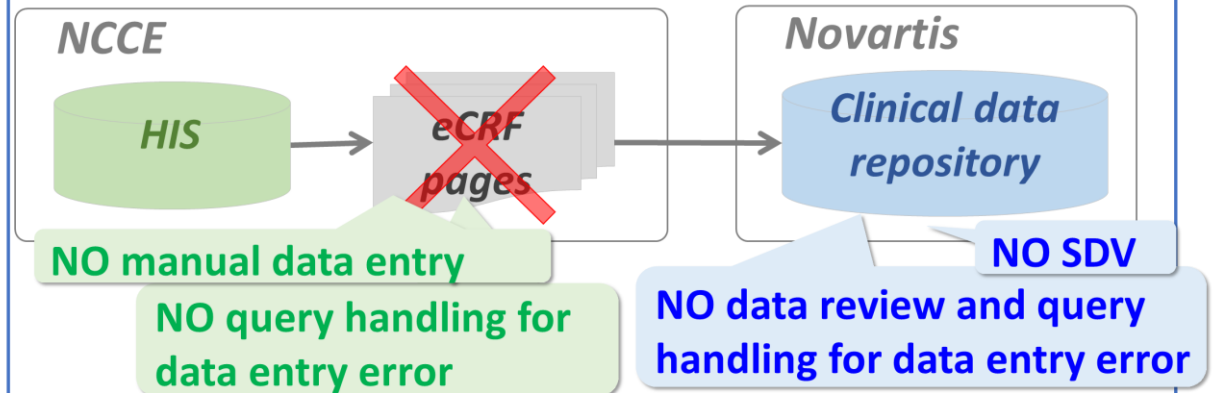 NCCE
Novartis
HIS
eCRF
pages
Clinical data
repository
NO manual data entry
NO query handling for
data entry error
NO SDV
NO data review and query
handling for data entry error